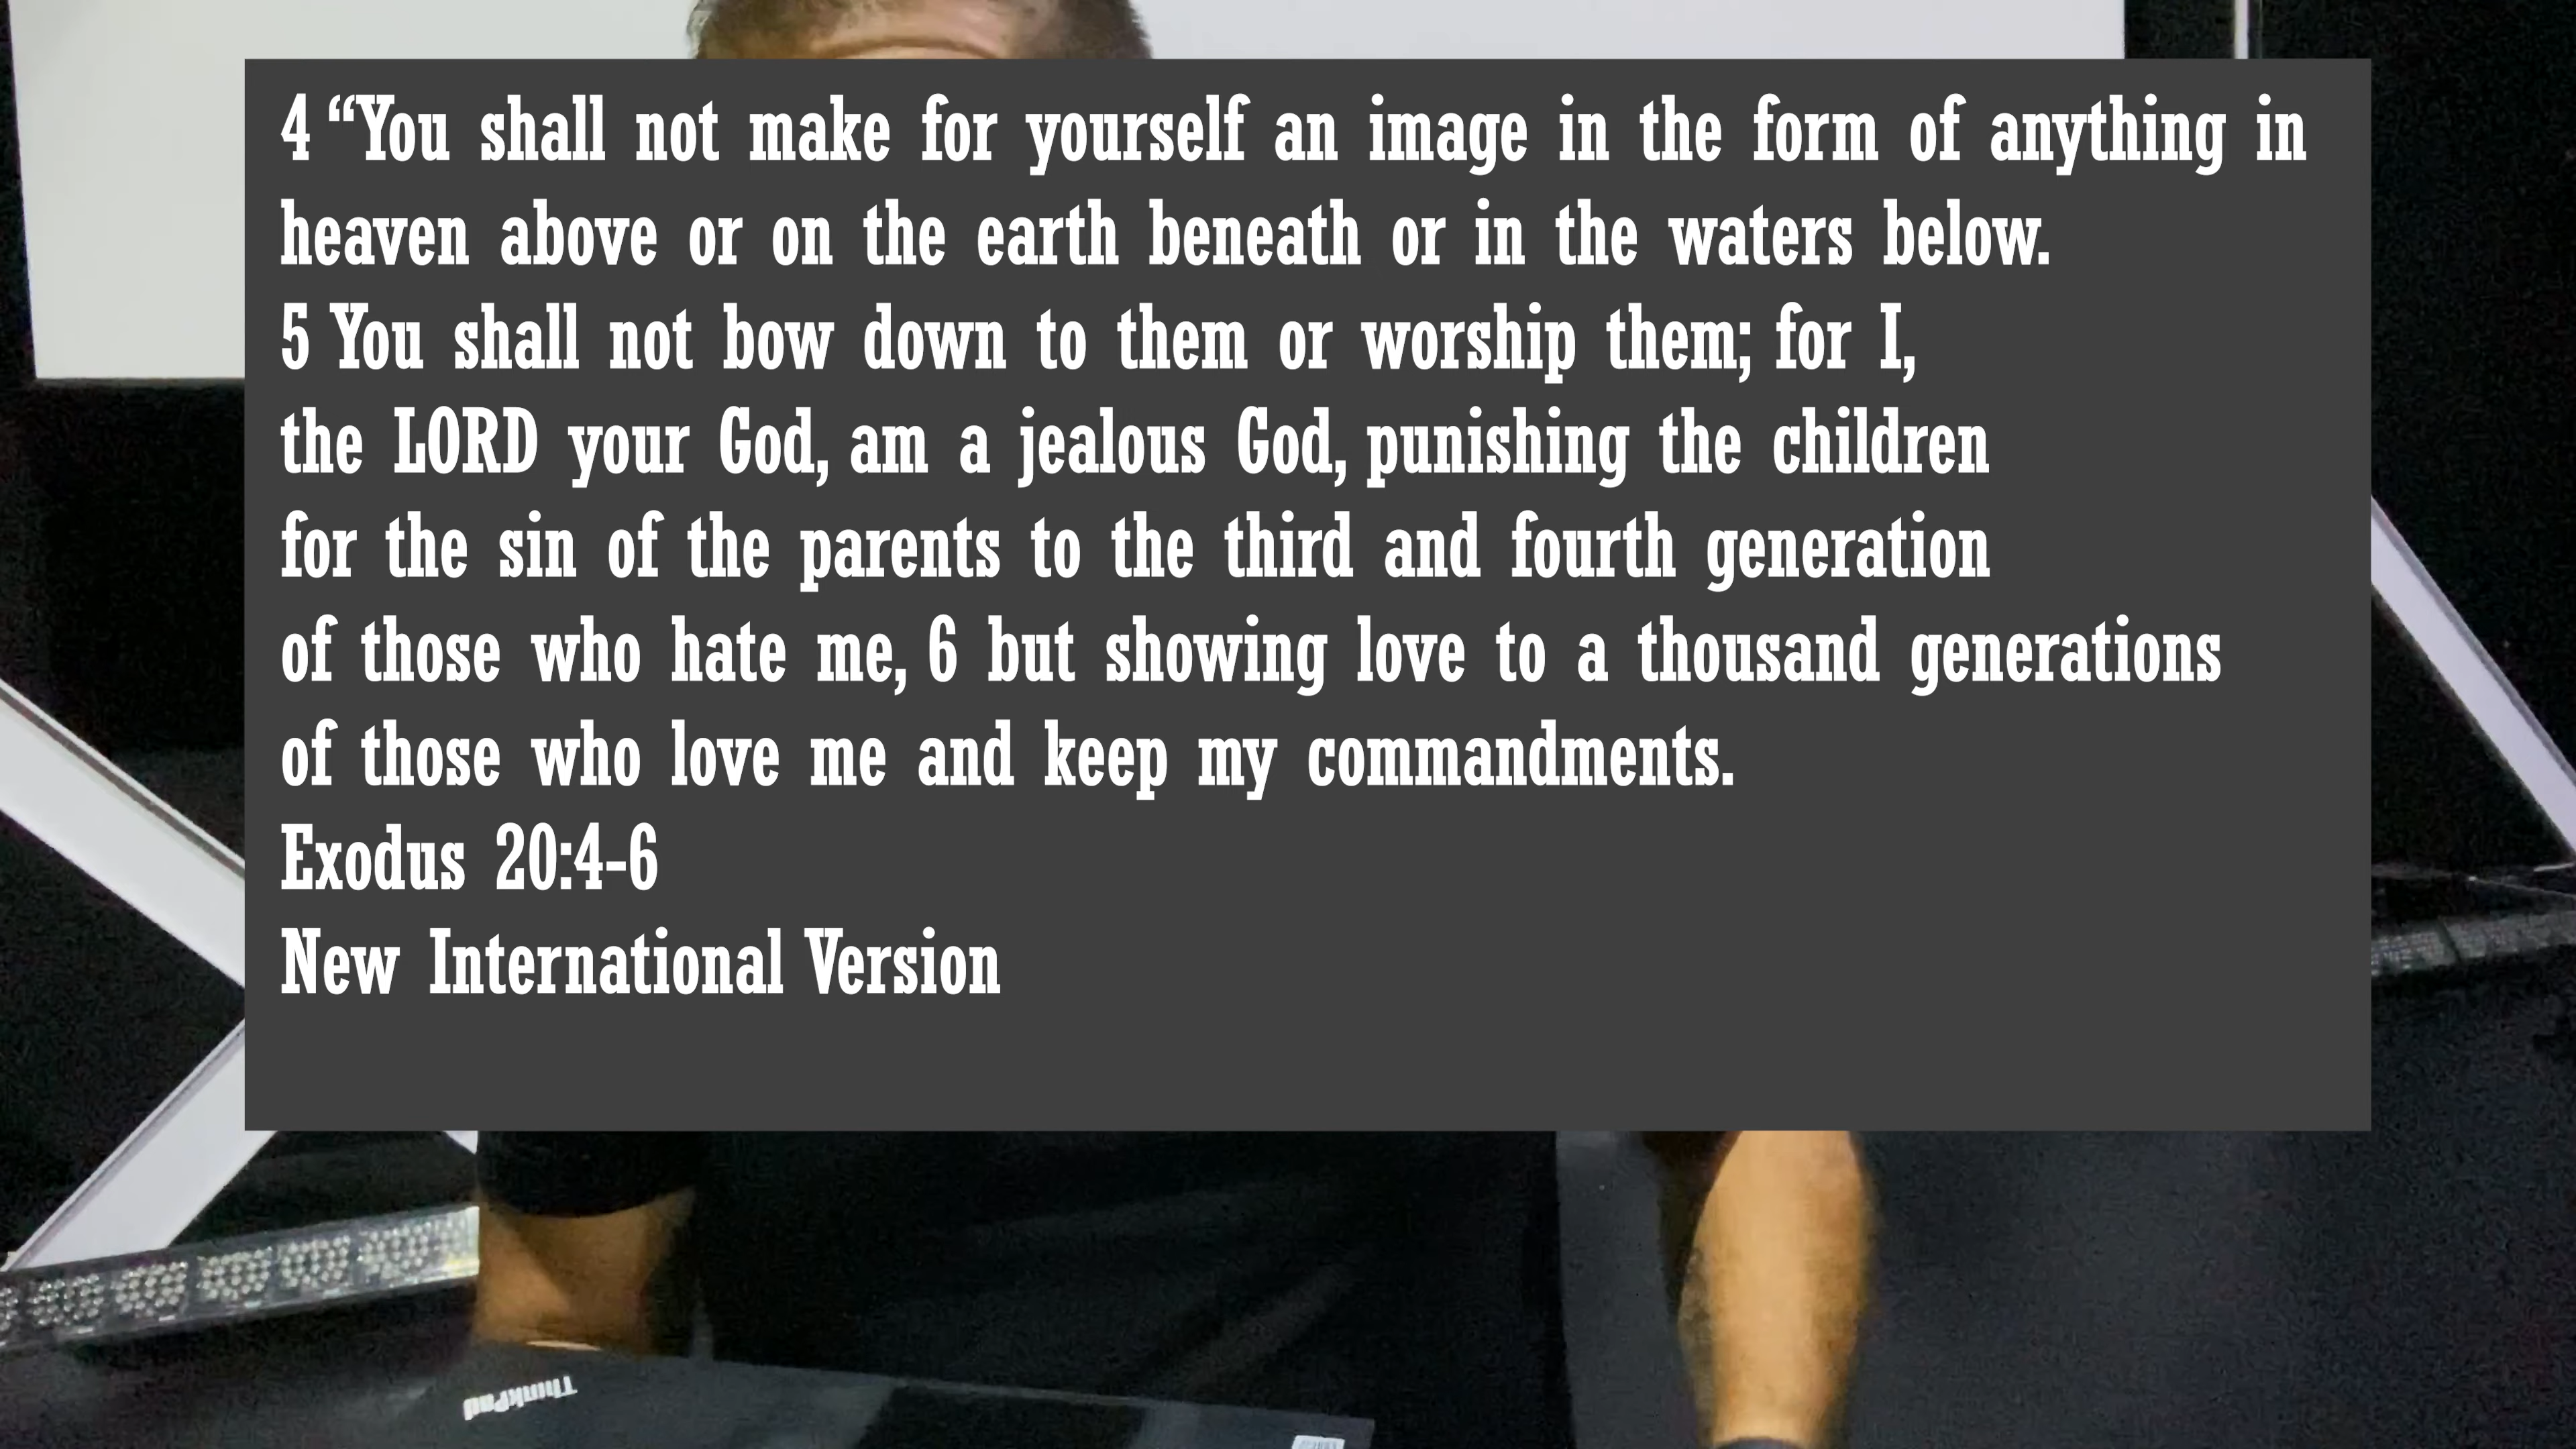 4 “You shall not make for yourself an image in the form of anything in
heaven above or on the earth beneath or in the waters below.
5 You shall not bow down to them or worship them; for I,
the LORD your God, am a jealous God, punishing the children
for the sin of the parents to the third and fourth generation
of those who hate me, 6 but showing love to a thousand generations
of those who love me and keep my commandments.
Exodus 20:4-6
New International Version
ThinkPad